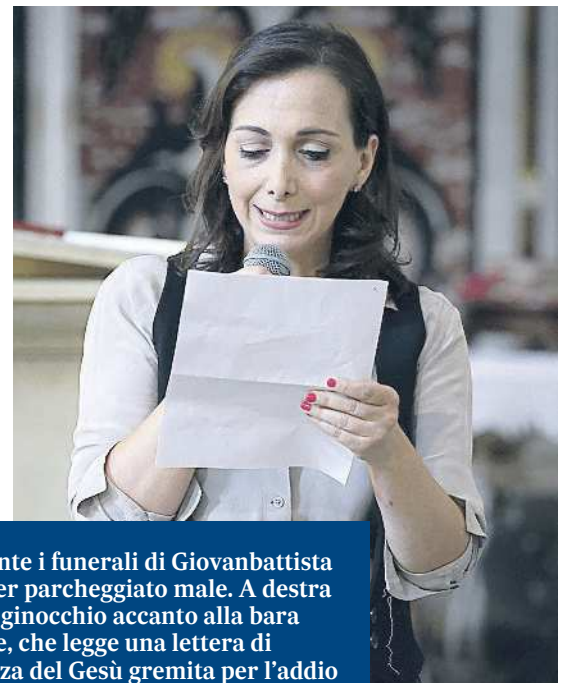 nte i funerali di Giovanbattista
er parcheggiato male. A destra
ginocchio accanto alla bara
e, che legge una lettera di
za del Gesù gremita per l'addio